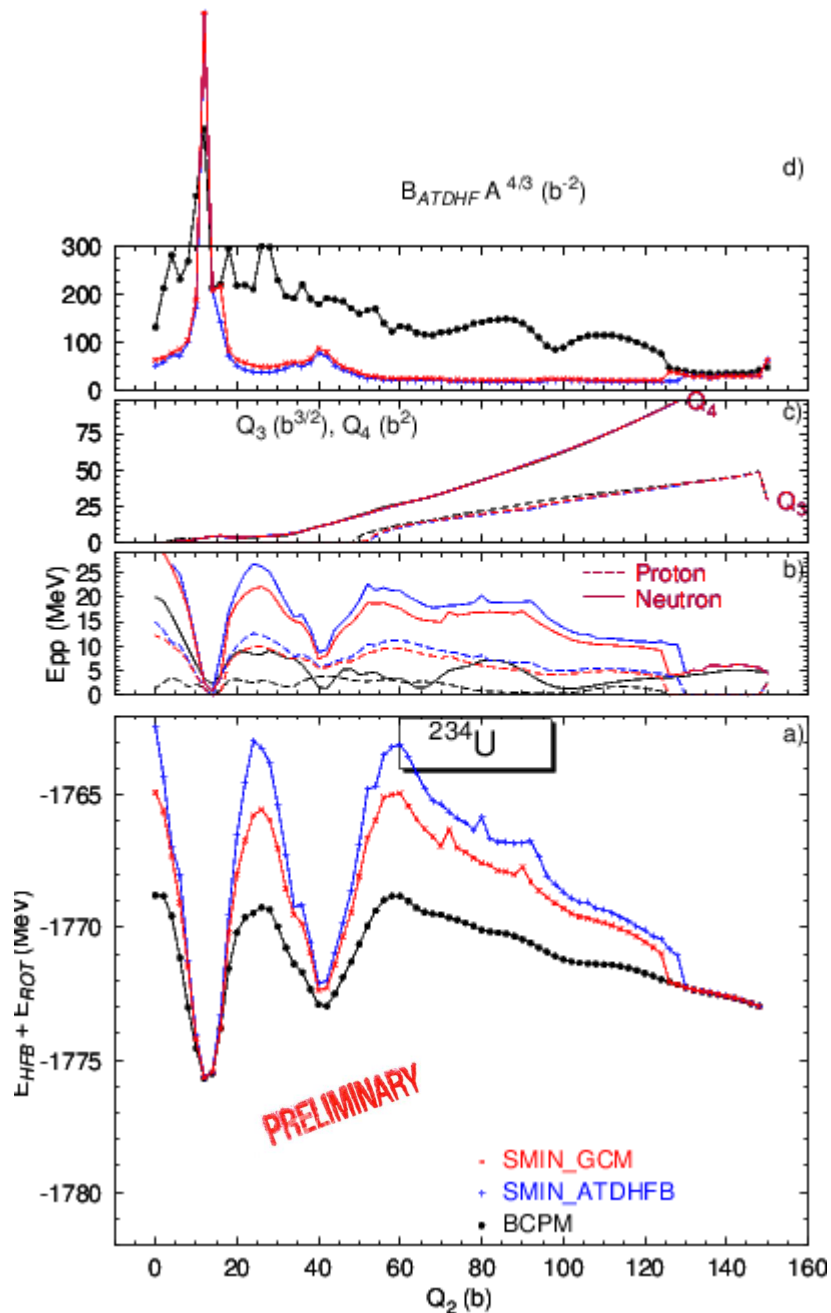 d)
B_ATDHF A^4/3 (b^-2)
300
200
100
0
c)
Q_3 (b^3/2), Q_4 (b^2)
Q_4
75
50
25
0
Q_3
b)
Proton
Neutron
25
20
15
10
5
0
Epp (MeV)
a)
^234U
-1765
-1770
-1775
-1780
E_HFB + E_ROT (MeV)
PRELIMINARY
SMIN_GCM
SMIN_ATDHFB
BCPM
0 20 40 60 80 100 120 140 160
Q_2 (b)